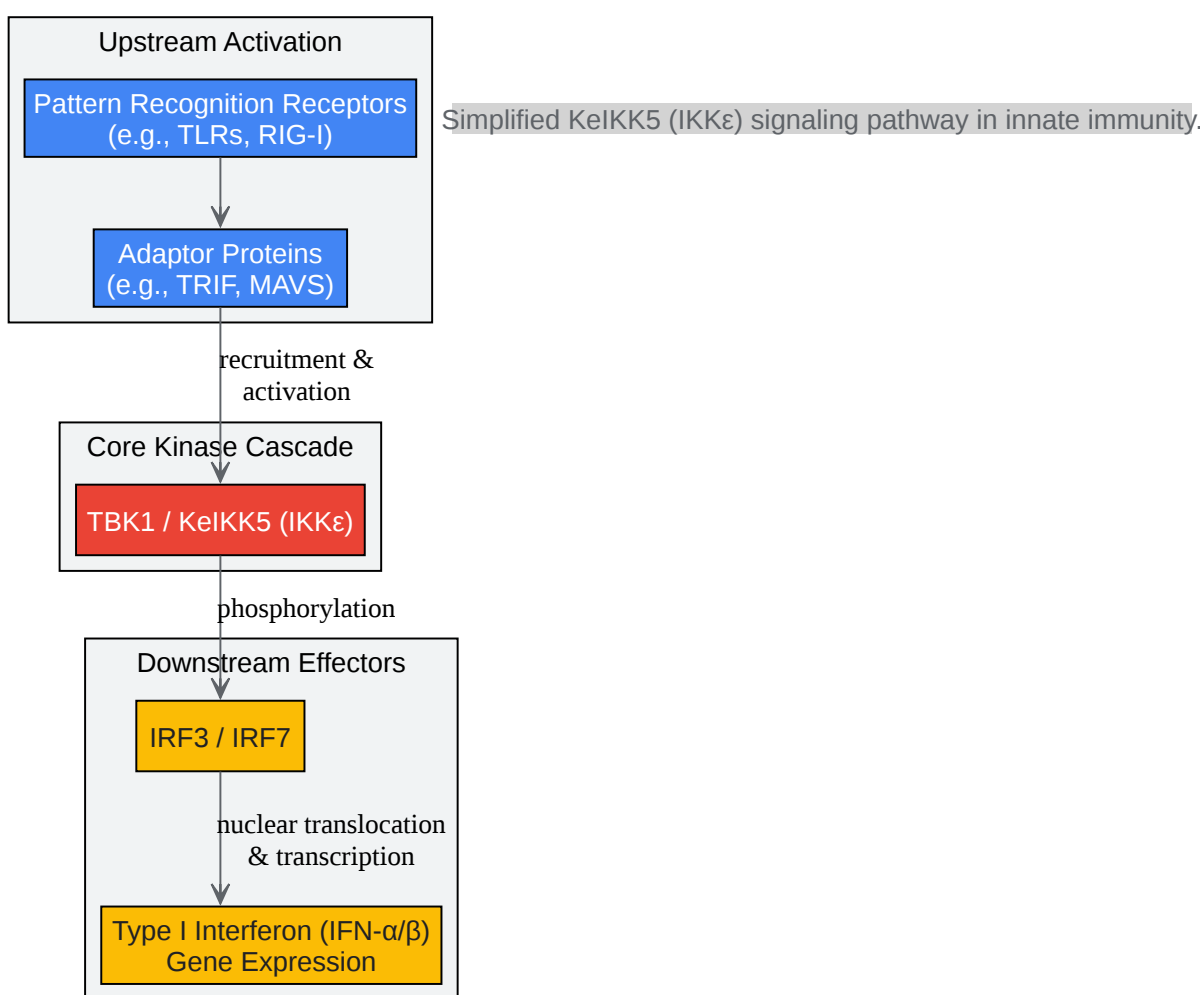 Upstream Activation
Pattern Recognition Receptors
(e.g., TLRs, RIG-I)
Simplified KeIKK5 (IKKε) signaling pathway in innate immunity.
Adaptor Proteins
(e.g., TRIF, MAVS)
recruitment &
activation
Core Kinase Cascade
TBK1 / KeIKK5 (IKKε)
phosphorylation
Downstream Effectors
IRF3 / IRF7
nuclear translocation
& transcription
Type I Interferon (IFN-α/β)
Gene Expression